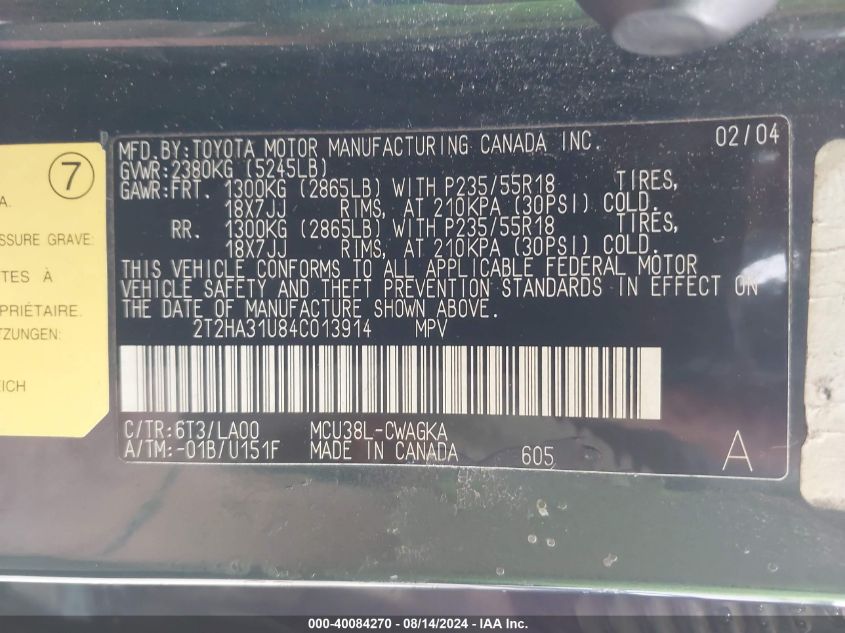 7
A.
SSURE GRAVE
TES À
PRIÉTAIRE.
TZUNGEN:
EICH
MFD.BY:TOYOTA MOTOR MANUFACTURING CANADA INC. 02/04
GVWR:2380KG (5245LB)
GAWR:FRT. 1300KG (2865LB) WITH P235/55R18 TIRES,
18X7JJ RIMS, AT 210KPA (30PSI) COLD.
RR. 1300KG (2865LB) WITH P235/55R18 TIRES,
18X7JJ RIMS, AT 210KPA (30PSI) COLD.
THIS VEHICLE CONFORMS TO ALL APPLICABLE FEDERAL MOTOR
VEHICLE SAFETY AND THEFT PREVENTION STANDARDS IN EFFECT ON
THE DATE OF MANUFACTURE SHOWN ABOVE.
2T2HA31U84C013914 MPV
C/TR:6T3/LA00 MCU38L-CWAGKA
A/TM:-01B/U151F MADE IN CANADA 605 A
000-40084270 - 08/14/2024 - IAA Inc.